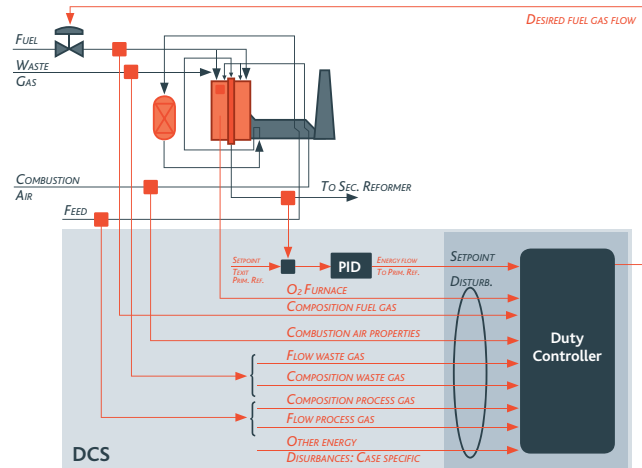 Desired fuel gas flow
Fuel
Waste
Gas
Combustion
Air
To Sec. Reformer
Feed
Setpoint
Texit
Prim. Ref.
PID
Energy flow
To Prim. Ref.
Setpoint
Disturb.
O2 Furnace
Composition fuel gas
Combustion air properties
Flow waste gas
Composition waste gas
Composition process gas
Flow process gas
Other energy
Disurbances: Case specific
Duty
Controller
DCS